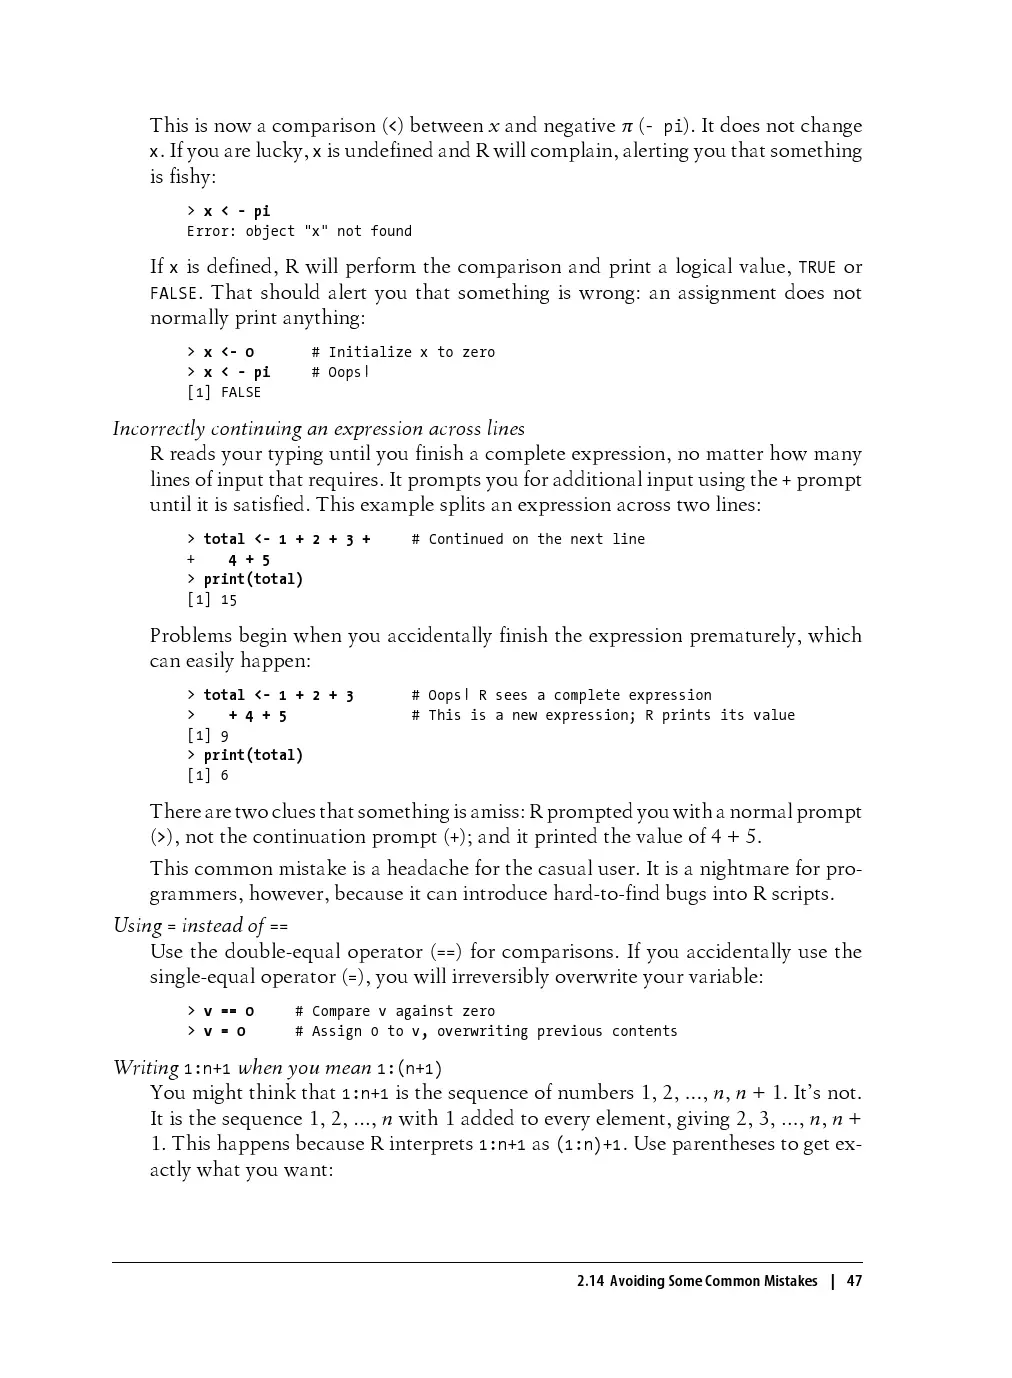 This is now a comparison (<) between x and negative π (- pi). It does not change
x. If you are lucky, x is undefined and R will complain, alerting you that something
is fishy:
> x < - pi
Error: object "x" not found
If x is defined, R will perform the comparison and print a logical value, TRUE or
FALSE. That should alert you that something is wrong: an assignment does not
normally print anything:
> x <- 0       # Initialize x to zero
> x < - pi     # Oops|
[1] FALSE
Incorrectly continuing an expression across lines
R reads your typing until you finish a complete expression, no matter how many
lines of input that requires. It prompts you for additional input using the + prompt
until it is satisfied. This example splits an expression across two lines:
> total <- 1 + 2 + 3 +     # Continued on the next line
+    4 + 5
> print(total)
[1] 15
Problems begin when you accidentally finish the expression prematurely, which
can easily happen:
> total <- 1 + 2 + 3       # Oops| R sees a complete expression
>    + 4 + 5               # This is a new expression; R prints its value
[1] 9
> print(total)
[1] 6
There are two clues that something is amiss: R prompted you with a normal prompt
(>), not the continuation prompt (+); and it printed the value of 4 + 5.
This common mistake is a headache for the casual user. It is a nightmare for pro-
grammers, however, because it can introduce hard-to-find bugs into R scripts.
Using = instead of ==
Use the double-equal operator (==) for comparisons. If you accidentally use the
single-equal operator (=), you will irreversibly overwrite your variable:
> v == 0     # Compare v against zero
> v = 0      # Assign 0 to v, overwriting previous contents
Writing 1:n+1 when you mean 1:(n+1)
You might think that 1:n+1 is the sequence of numbers 1, 2, ..., n, n + 1. It's not.
It is the sequence 1, 2, ..., n with 1 added to every element, giving 2, 3, ..., n, n +
1. This happens because R interprets 1:n+1 as (1:n)+1. Use parentheses to get ex-
actly what you want:
2.14 Avoiding Some Common Mistakes | 47